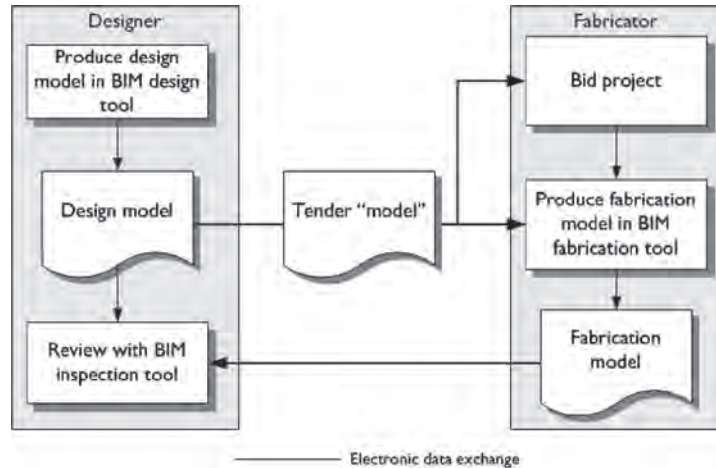 Designer
Produce design
model in BIM design
tool
Design model
Review with BIM
inspection tool
Tender “model”
Fabricator
Bid project
Produce fabrication
model in BIM
fabrication tool
Fabrication
model
Electronic data exchange